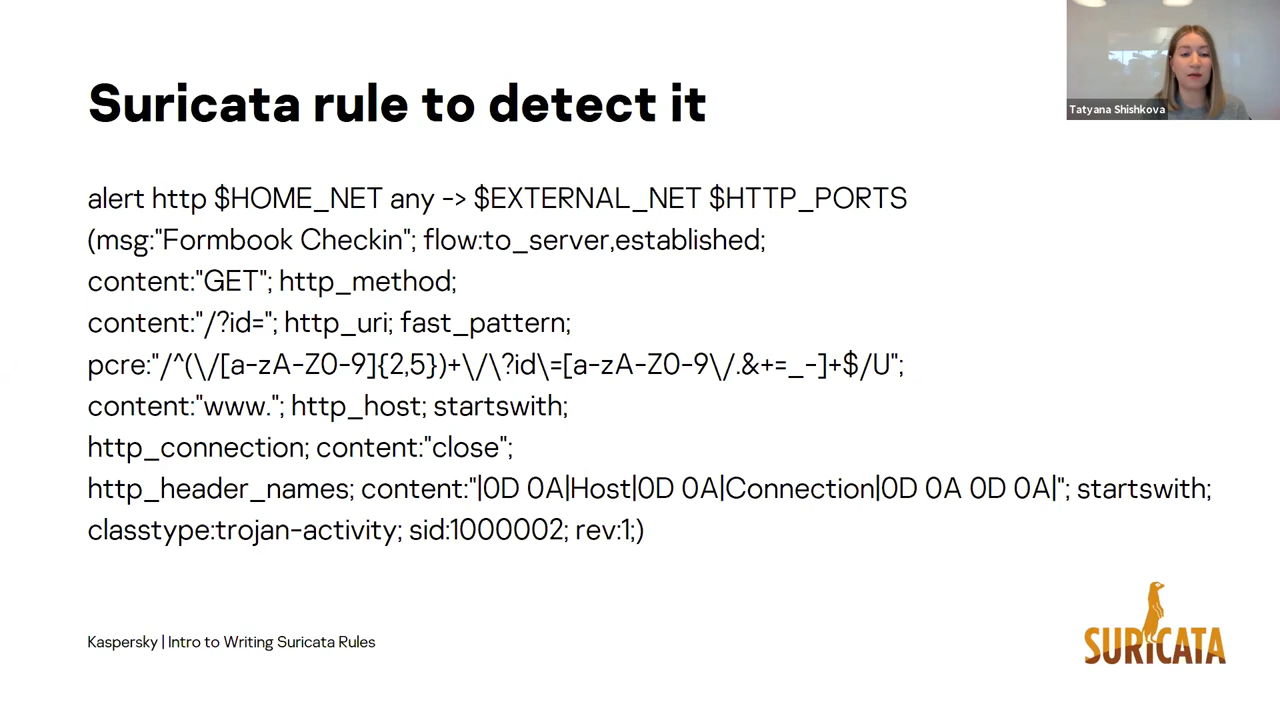 Suricata rule to detect it
Tatyana Shishkova
alert http $HOME_NET any -> $EXTERNAL_NET $HTTP_PORTS
(msg:"Formbook Checkin"; flow:to_server,established;
content:"GET"; http_method;
content:"/?id="; http_uri; fast_pattern;
pcre:"/^(\/[a-zA-Z0-9]{2,5})+\/\?id\=[a-zA-Z0-9\/.&+=_-]+$/U";
content:"www."; http_host; startswith;
http_connection; content:"close";
http_header_names; content:"|0D 0A|Host|0D 0A|Connection|0D 0A 0D 0A|"; startswith;
classtype:trojan-activity; sid:1000002; rev:1;)
Kaspersky | Intro to Writing Suricata Rules
SURICATA